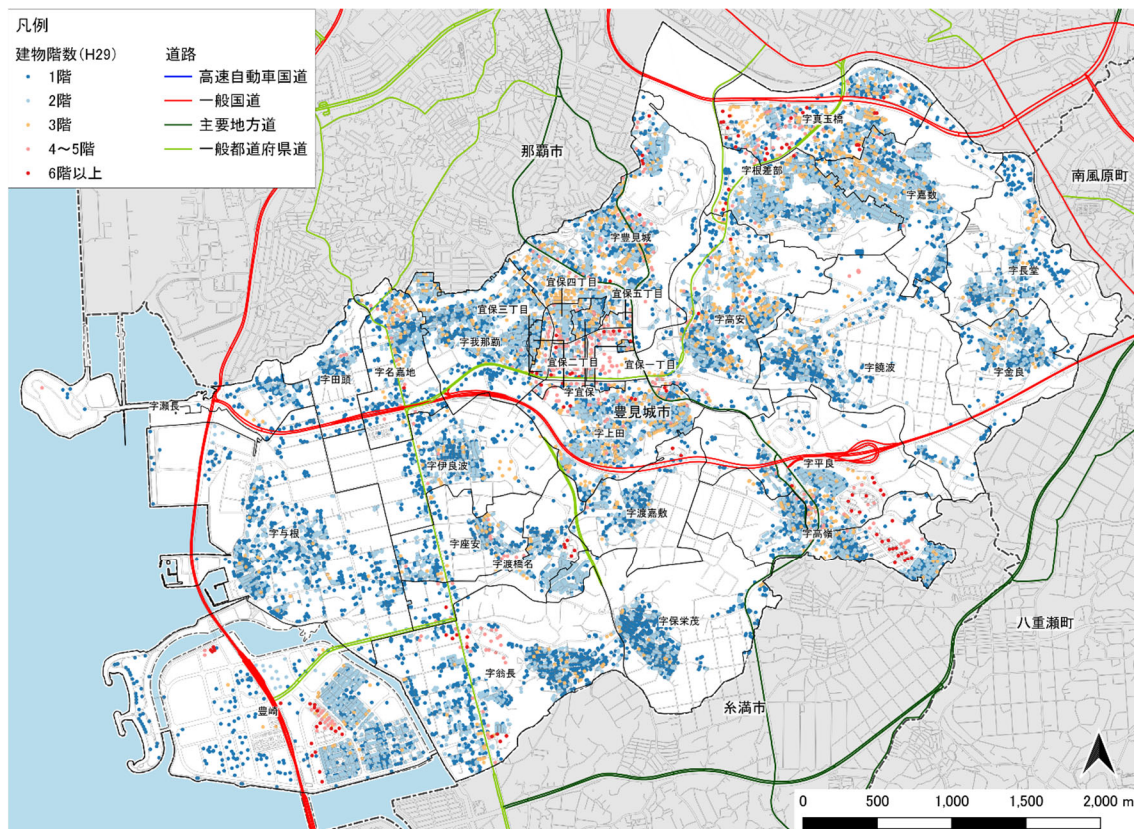 凡例
建物階数(H29)
1階
2階
3階
4～5階
6階以上
道路
高速自動車国道
一般国道
主要地方道
一般都道府県道
那覇市
字真玉橋
南風原町
字根差部
字嘉数
字豊見城
字長堂
宜保四丁目
宜保五丁目
宜保三丁目
字高安
字我那覇
宜保二丁目
宜保一丁目
字饒波
字金良
字田頭
字名嘉地
字宜保
字瀬長
豊見城市
字上田
字伊良波
字平良
字渡嘉敷
字与根
字高嶺
字座安
字渡橋名
字保栄茂
八重瀬町
字翁長
豊崎
糸満市
0 500 1,000 1,500 2,000 m